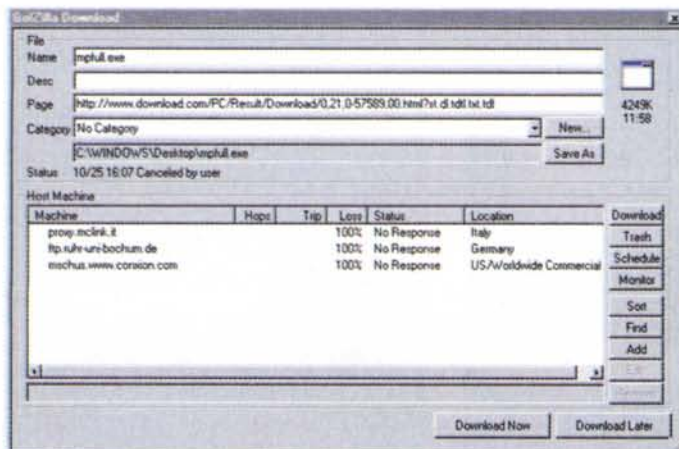 Go!Zilla Download
File
Name mpfull.exe
Desc
Page http://www.download.com/PC/Result/Download/0,21,0-57589,00.html?st.dl.tdtl.txt.tdl
4249K
11:58
Category No Category New...
C:\WINDOWS\Desktop\mpfull.exe Save As
Status 10/25 16:07 Canceled by user
Host Machine
Machine Hops Trip Loss Status Location
proxy.mclink.it 100% No Response Italy
ftp.ruhr-uni-bochum.de 100% No Response Germany
mschus.www.conxion.com 100% No Response US/Worldwide Commercial
Download
Trash
Schedule
Monitor
Sort
Find
Add
Edit
Download Now Download Later